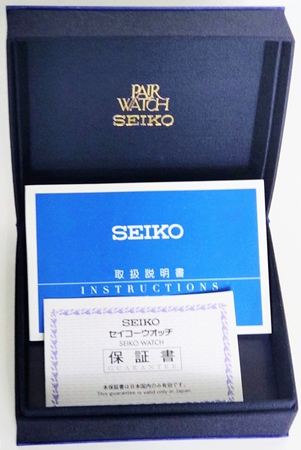 PAIR
WATCH
SEIKO
SEIKO
取扱説明書
INSTRUCTIONS
SEIKO
セイコーウオッチ
SEIKO WATCH
保証書
GUARANTEE
本保証書は日本国内のみ有効です。
This guarantee is valid only in Japan.